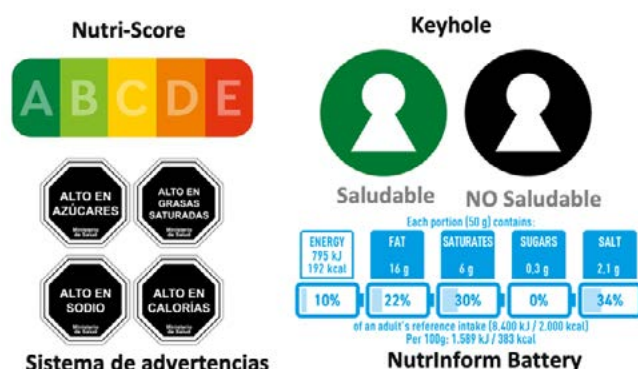 Nutri-Score
A B C D E
ALTO EN
AZÚCARES
Ministerio
de Salud
ALTO EN
GRASAS
SATURADAS
Ministerio
de Salud
ALTO EN
SODIO
Ministerio
de Salud
ALTO EN
CALORÍAS
Ministerio
de Salud
Sistema de advertencias
Keyhole
Saludable
NO Saludable
Each portion (50 g) contains:
ENERGY FAT SATURATES SUGARS SALT
795 kJ
192 kcal 16 g 6 g 0,3 g 2,1 g
10% 22% 30% 0% 34%
of an adult's reference intake (8.400 kJ / 2.000 kcal)
Per 100g: 1.589 kJ / 383 kcal
NutrInform Battery